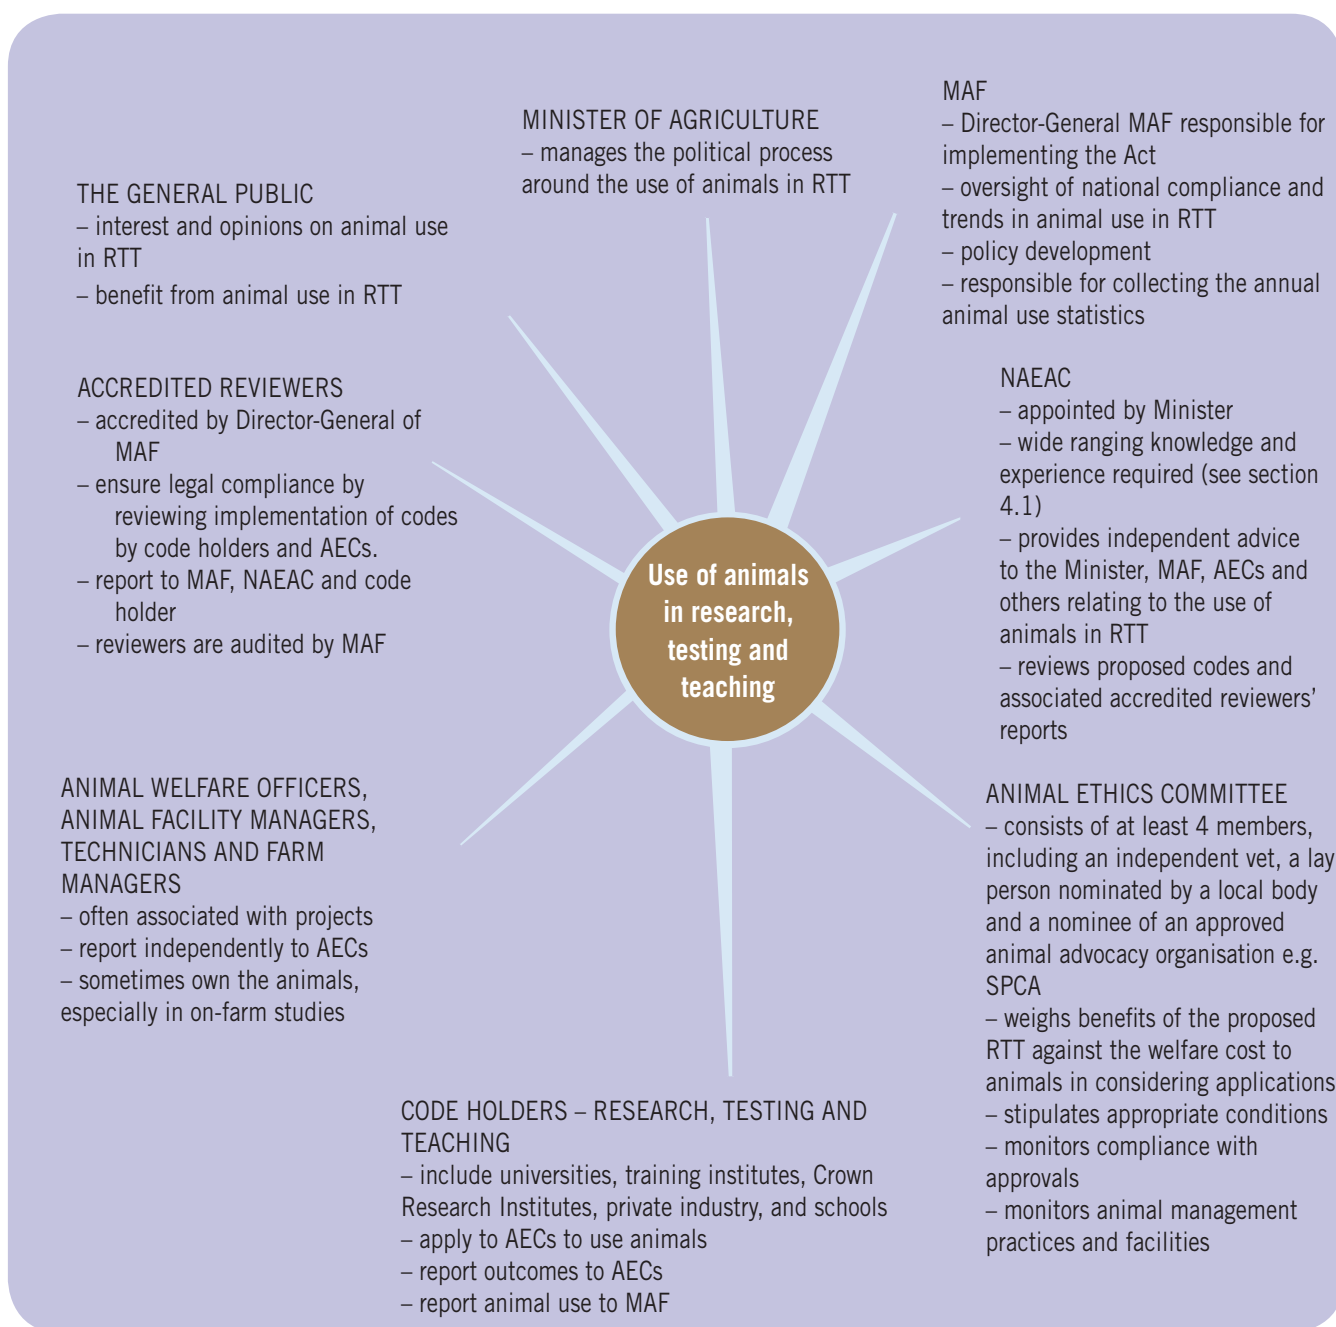 MINISTER OF AGRICULTURE
– manages the political process
around the use of animals in RTT
MAF
– Director-General MAF responsible for
implementing the Act
– oversight of national compliance and
trends in animal use in RTT
– policy development
– responsible for collecting the annual
animal use statistics
THE GENERAL PUBLIC
– interest and opinions on animal use
in RTT
– benefit from animal use in RTT
ACCREDITED REVIEWERS
– accredited by Director-General of
MAF
– ensure legal compliance by
reviewing implementation of codes
by code holders and AECs.
– report to MAF, NAEAC and code
holder
– reviewers are audited by MAF
NAEAC
– appointed by Minister
– wide ranging knowledge and
experience required (see section
4.1)
– provides independent advice
to the Minister, MAF, AECs and
others relating to the use of
animals in RTT
– reviews proposed codes and
associated accredited reviewers’
reports
Use of animals
in research,
testing and
teaching
ANIMAL WELFARE OFFICERS,
ANIMAL FACILITY MANAGERS,
TECHNICIANS AND FARM
MANAGERS
– often associated with projects
– report independently to AECs
– sometimes own the animals,
especially in on-farm studies
ANIMAL ETHICS COMMITTEE
– consists of at least 4 members,
including an independent vet, a lay
person nominated by a local body
and a nominee of an approved
animal advocacy organisation e.g.
SPCA
– weighs benefits of the proposed
RTT against the welfare cost to
animals in considering applications
– stipulates appropriate conditions
– monitors compliance with
approvals
– monitors animal management
practices and facilities
CODE HOLDERS – RESEARCH, TESTING AND
TEACHING
– include universities, training institutes, Crown
Research Institutes, private industry, and schools
– apply to AECs to use animals
– report outcomes to AECs
– report animal use to MAF